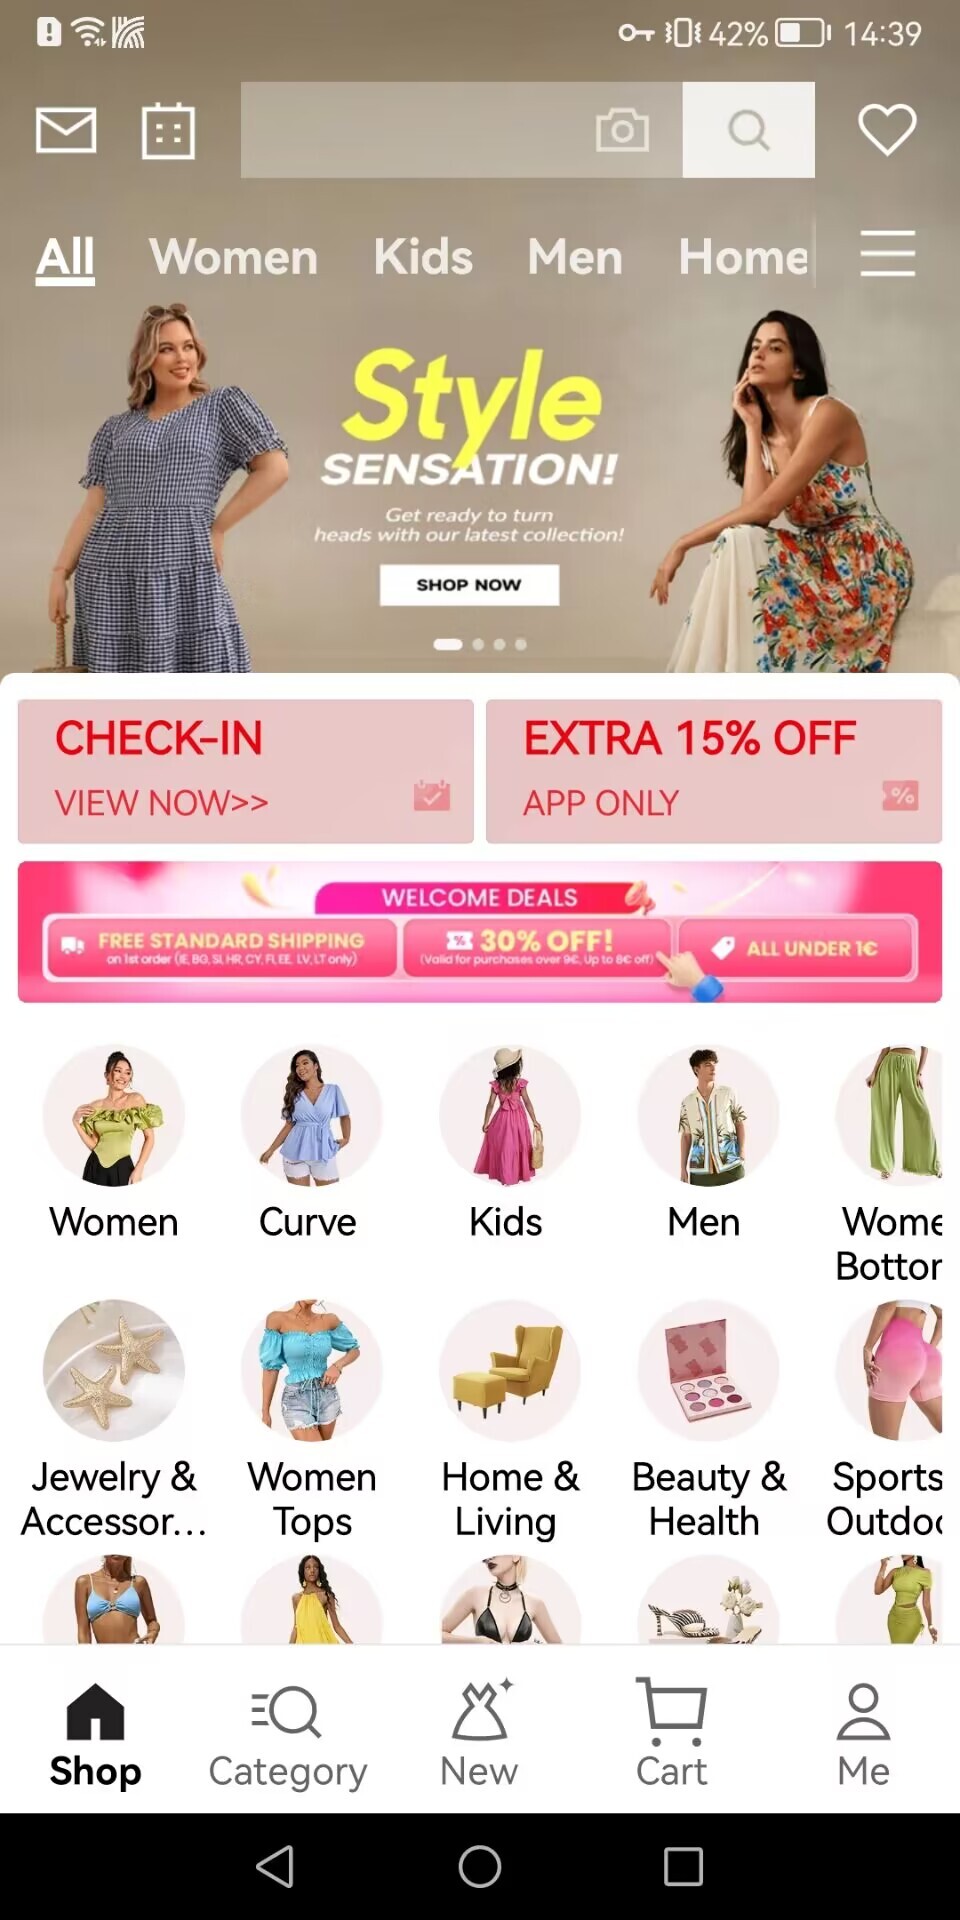 42% 14:39
All Women Kids Men Home
Style
SENSATION!
Get ready to turn
heads with our latest collection!
SHOP NOW
CHECK-IN
VIEW NOW>>
EXTRA 15% OFF
APP ONLY
WELCOME DEALS
FREE STANDARD SHIPPING
on 1st order (IE, BG, SI, HR, CY, FI, EE, LV, LT only)
30% OFF!
(Valid for purchases over 9€, Up to 8€ off)
ALL UNDER 1€
Women
Curve
Kids
Men
Wome
Bottor
Jewelry &
Accessor...
Women
Tops
Home &
Living
Beauty &
Health
Sports
Outdoo
Shop
Category
New
Cart
Me